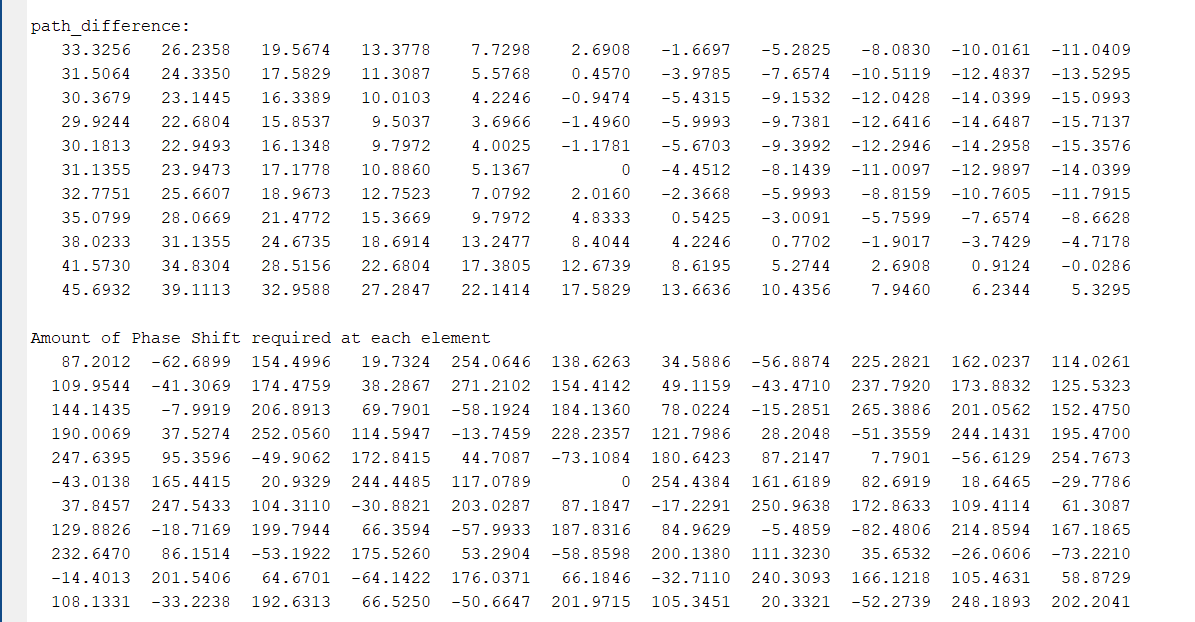 path_difference:
33.3256 26.2358 19.5674 13.3778 7.7298 2.6908 -1.6697 -5.2825 -8.0830 -10.0161 -11.0409
31.5064 24.3350 17.5829 11.3087 5.5768 0.4570 -3.9785 -7.6574 -10.5119 -12.4837 -13.5295
30.3679 23.1445 16.3389 10.0103 4.2246 -0.9474 -5.4315 -9.1532 -12.0428 -14.0399 -15.0993
29.9244 22.6804 15.8537 9.5037 3.6966 -1.4960 -5.9993 -9.7381 -12.6416 -14.6487 -15.7137
30.1813 22.9493 16.1348 9.7972 4.0025 -1.1781 -5.6703 -9.3992 -12.2946 -14.2958 -15.3576
31.1355 23.9473 17.1778 10.8860 5.1367 0 -4.4512 -8.1439 -11.0097 -12.9897 -14.0399
32.7751 25.6607 18.9673 12.7523 7.0792 2.0160 -2.3668 -5.9993 -8.8159 -10.7605 -11.7915
35.0799 28.0669 21.4772 15.3669 9.7972 4.8333 0.5425 -3.0091 -5.7599 -7.6574 -8.6628
38.0233 31.1355 24.6735 18.6914 13.2477 8.4044 4.2246 0.7702 -1.9017 -3.7429 -4.7178
41.5730 34.8304 28.5156 22.6804 17.3805 12.6739 8.6195 5.2744 2.6908 0.9124 -0.0286
45.6932 39.1113 32.9588 27.2847 22.1414 17.5829 13.6636 10.4356 7.9460 6.2344 5.3295
Amount of Phase Shift required at each element
87.2012 -62.6899 154.4996 19.7324 254.0646 138.6263 34.5886 -56.8874 225.2821 162.0237 114.0261
109.9544 -41.3069 174.4759 38.2867 271.2102 154.4142 49.1159 -43.4710 237.7920 173.8832 125.5323
144.1435 -7.9919 206.8913 69.7901 -58.1924 184.1360 78.0224 -15.2851 265.3886 201.0562 152.4750
190.0069 37.5274 252.0560 114.5947 -13.7459 228.2357 121.7986 28.2048 -51.3559 244.1431 195.4700
247.6395 95.3596 -49.9062 172.8415 44.7087 -73.1084 180.6423 87.2147 7.7901 -56.6129 254.7673
-43.0138 165.4415 20.9329 244.4485 117.0789 0 254.4384 161.6189 82.6919 18.6465 -29.7786
37.8457 247.5433 104.3110 -30.8821 203.0287 87.1847 -17.2291 250.9638 172.8633 109.4114 61.3087
129.8826 -18.7169 199.7944 66.3594 -57.9933 187.8316 84.9629 -5.4859 -82.4806 214.8594 167.1865
232.6470 86.1514 -53.1922 175.5260 53.2904 -58.8598 200.1380 111.3230 35.6532 -26.0606 -73.2210
-14.4013 201.5406 64.6701 -64.1422 176.0371 66.1846 -32.7110 240.3093 166.1218 105.4631 58.8729
108.1331 -33.2238 192.6313 66.5250 -50.6647 201.9715 105.3451 20.3321 -52.2739 248.1893 202.2041